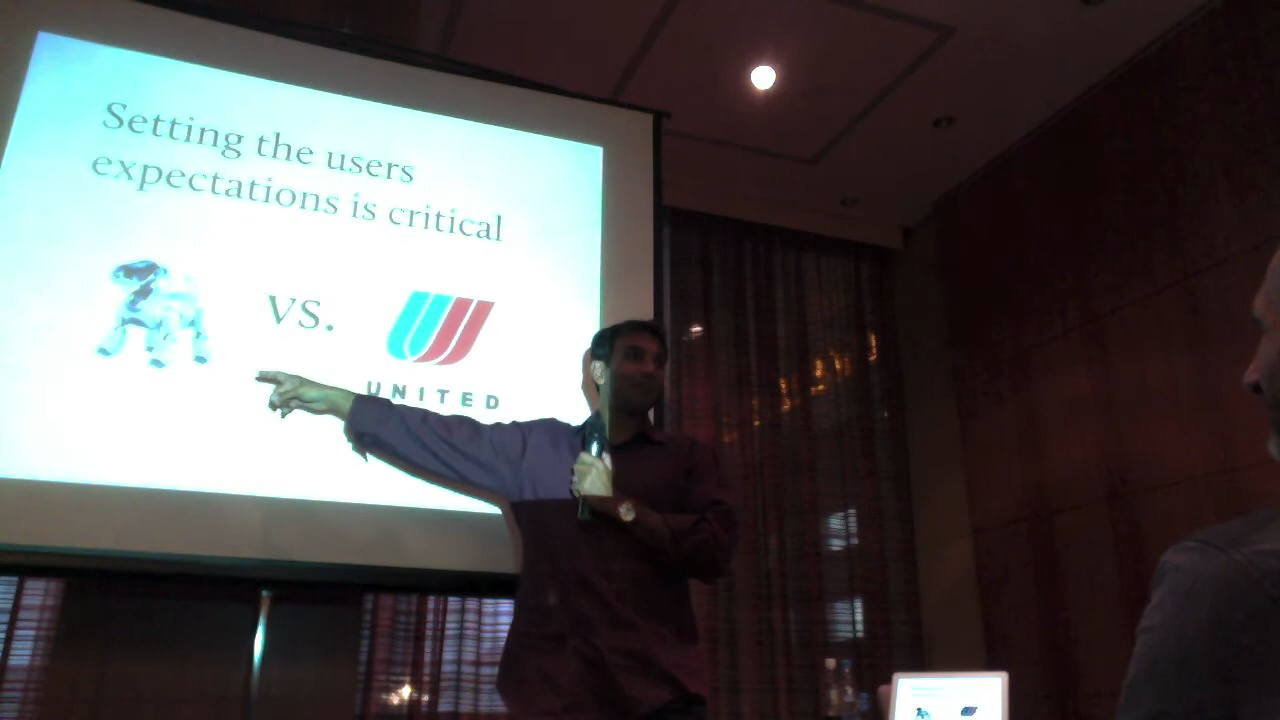 Setting the users
expectations is critical
vs.
UNITED